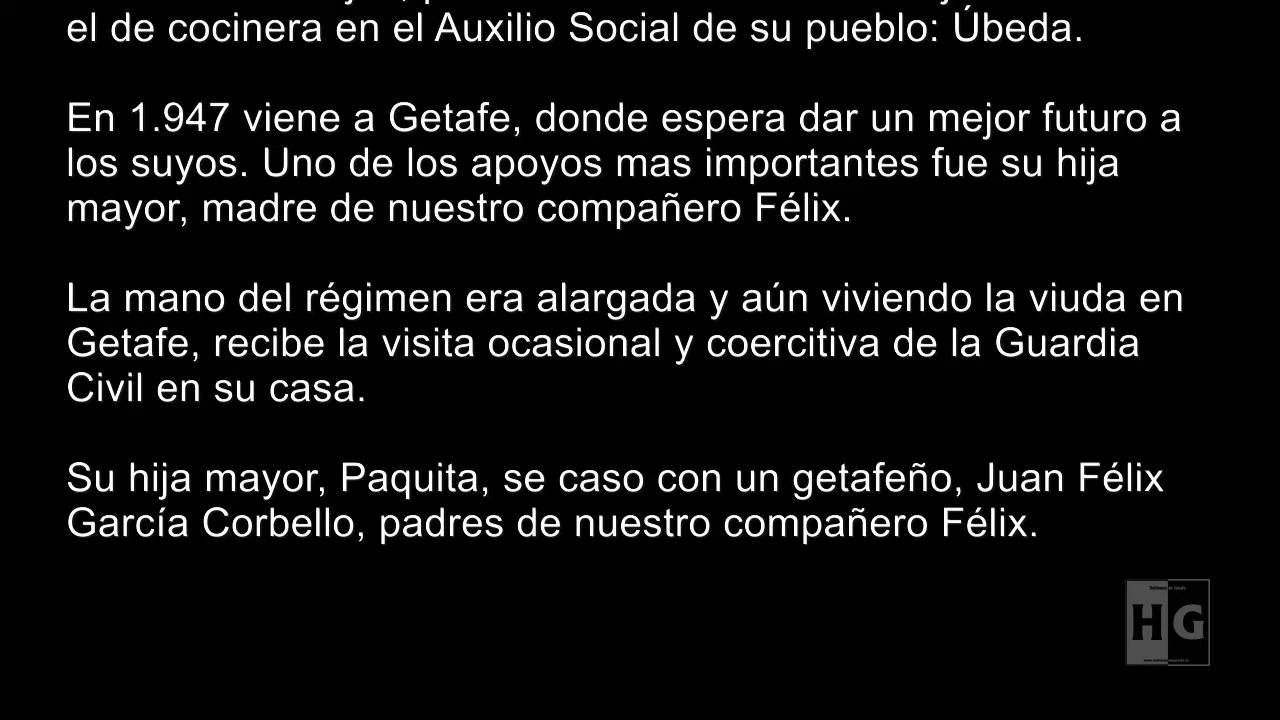 el de cocinera en el Auxilio Social de su pueblo: Úbeda.
En 1.947 viene a Getafe, donde espera dar un mejor futuro a
los suyos. Uno de los apoyos mas importantes fue su hija
mayor, madre de nuestro compañero Félix.
La mano del régimen era alargada y aún viviendo la viuda en
Getafe, recibe la visita ocasional y coercitiva de la Guardia
Civil en su casa.
Su hija mayor, Paquita, se caso con un getafeño, Juan Félix
García Corbello, padres de nuestro compañero Félix.
HG